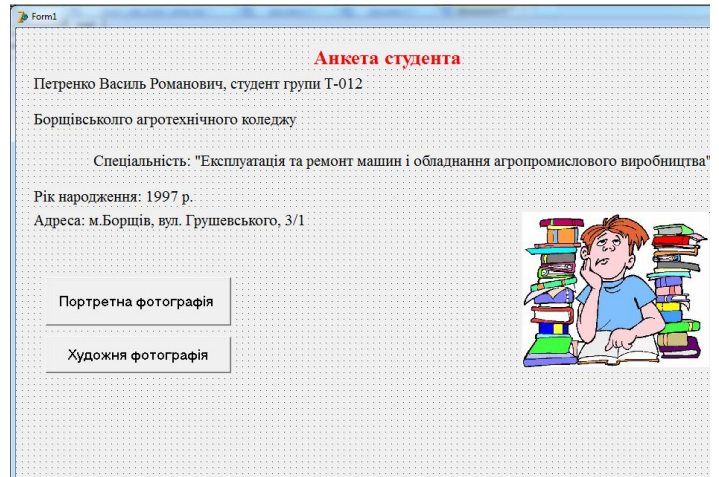 Form1
Анкета студента
Петренко Василь Романович, студент групи Т-012
Борщівськолго агротехнічного коледжу
Спеціальність: "Експлуатація та ремонт машин і обладнання агропромислового виробництва"
Рік народження: 1997 р.
Адреса: м.Борщів, вул. Грушевського, 3/1
Портретна фотографія
Художня фотографія